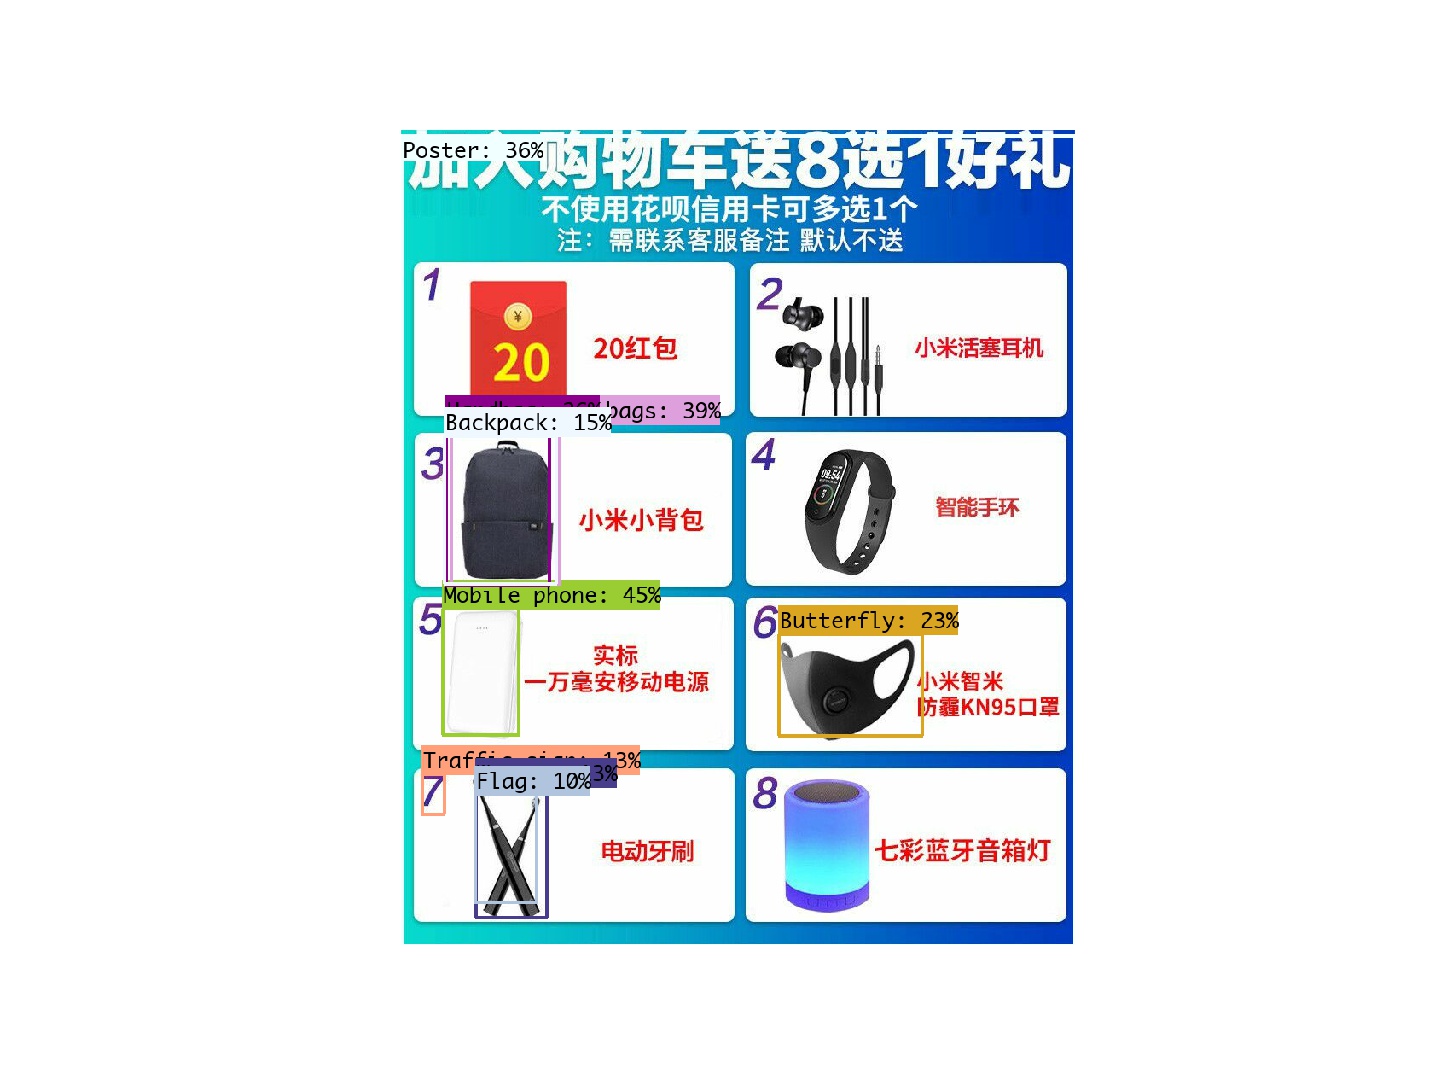 加入购物车送8选1好礼
Poster: 36%
不使用花呗信用卡可多选1个
注：需联系客服备注 默认不送
1
¥
20
20红包
2
小米活塞耳机
bags: 39%
Backpack: 15%
3
小米小背包
4
智能手环
Mobile phone: 45%
5
实标
一万毫安移动电源
6
Butterfly: 23%
小米智米
防霾KN95口罩
Traffic sign: 13%
3%
Flag: 10%
7
电动牙刷
8
七彩蓝牙音箱灯